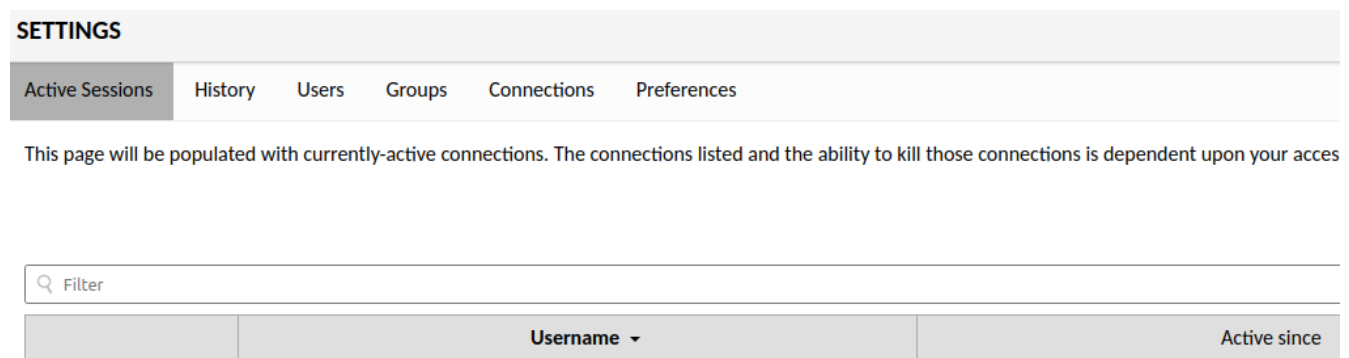 SETTINGS
Active Sessions History Users Groups Connections Preferences
This page will be populated with currently-active connections. The connections listed and the ability to kill those connections is dependent upon your acces
Filter
Username Active since